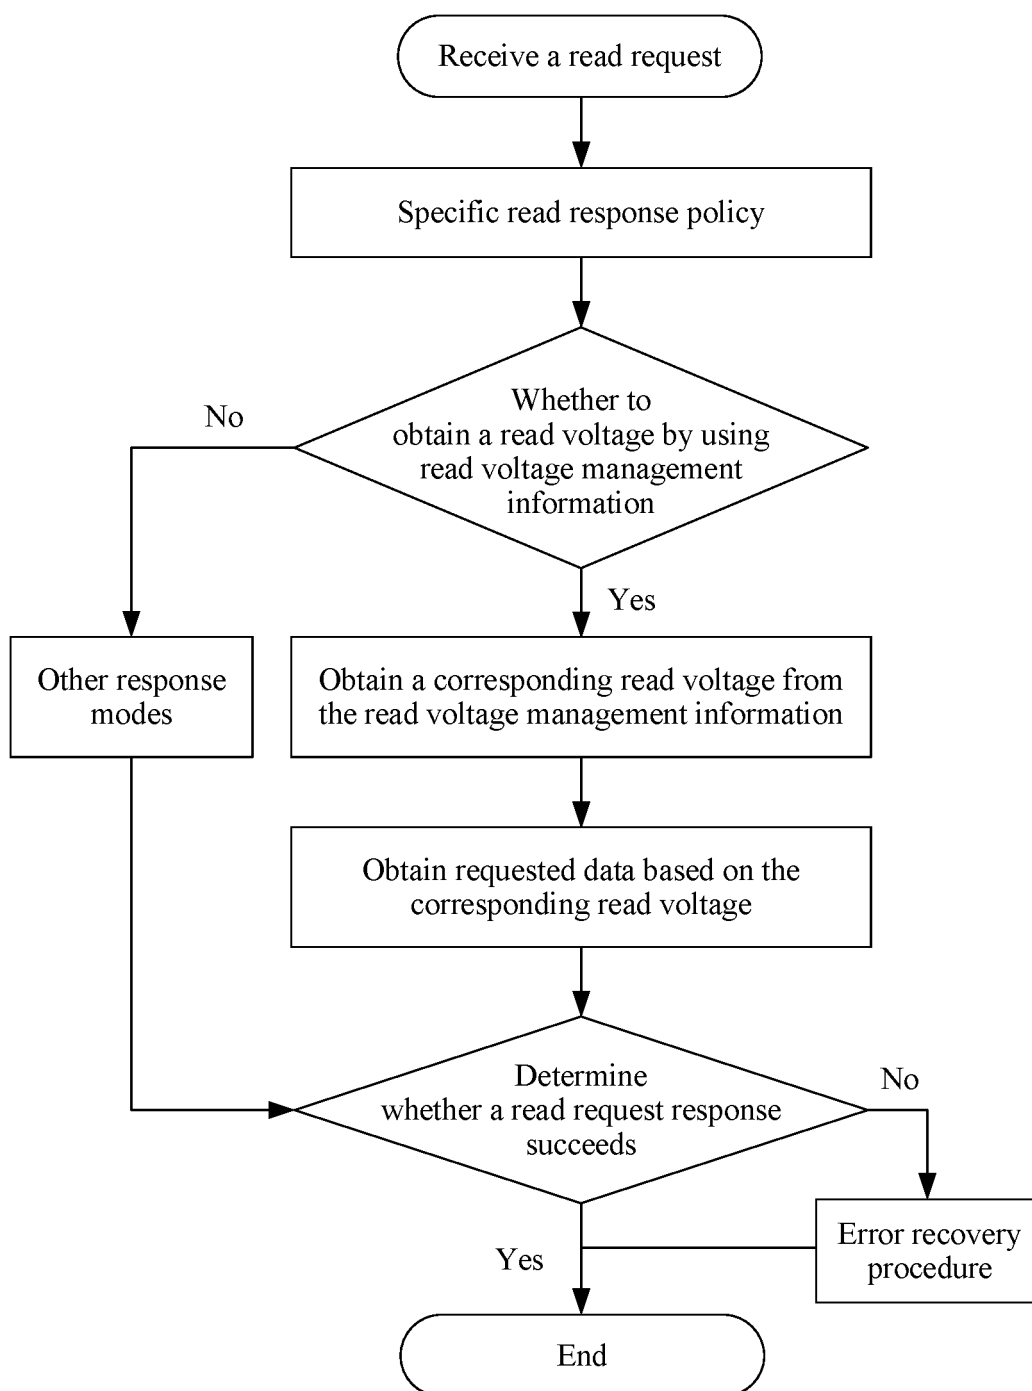 Receive a read request
Specific read response policy
Whether to
obtain a read voltage by using
read voltage management
information
No
Yes
Other response
modes
Obtain a corresponding read voltage from
the read voltage management information
Obtain requested data based on the
corresponding read voltage
Determine
whether a read request response
succeeds
No
Yes
Error recovery
procedure
End